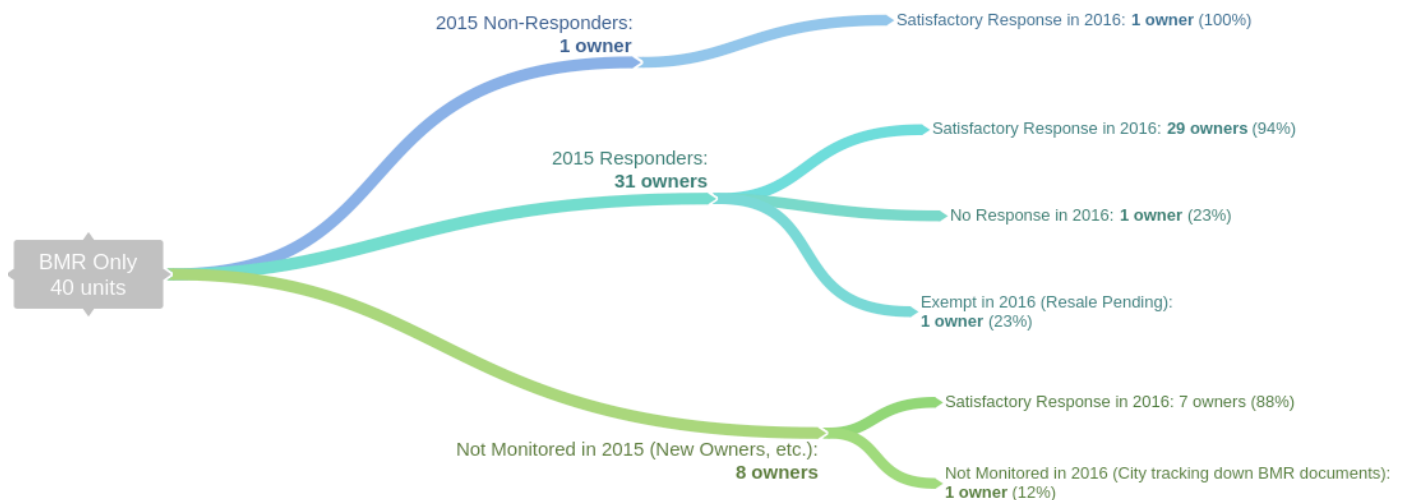 2015 Non-Responders:
1 owner
Satisfactory Response in 2016: 1 owner (100%)
Satisfactory Response in 2016: 29 owners (94%)
2015 Responders:
31 owners
No Response in 2016: 1 owner (23%)
BMR Only
40 units
Exempt in 2016 (Resale Pending):
1 owner (23%)
Satisfactory Response in 2016: 7 owners (88%)
Not Monitored in 2015 (New Owners, etc.):
8 owners
Not Monitored in 2016 (City tracking down BMR documents):
1 owner (12%)